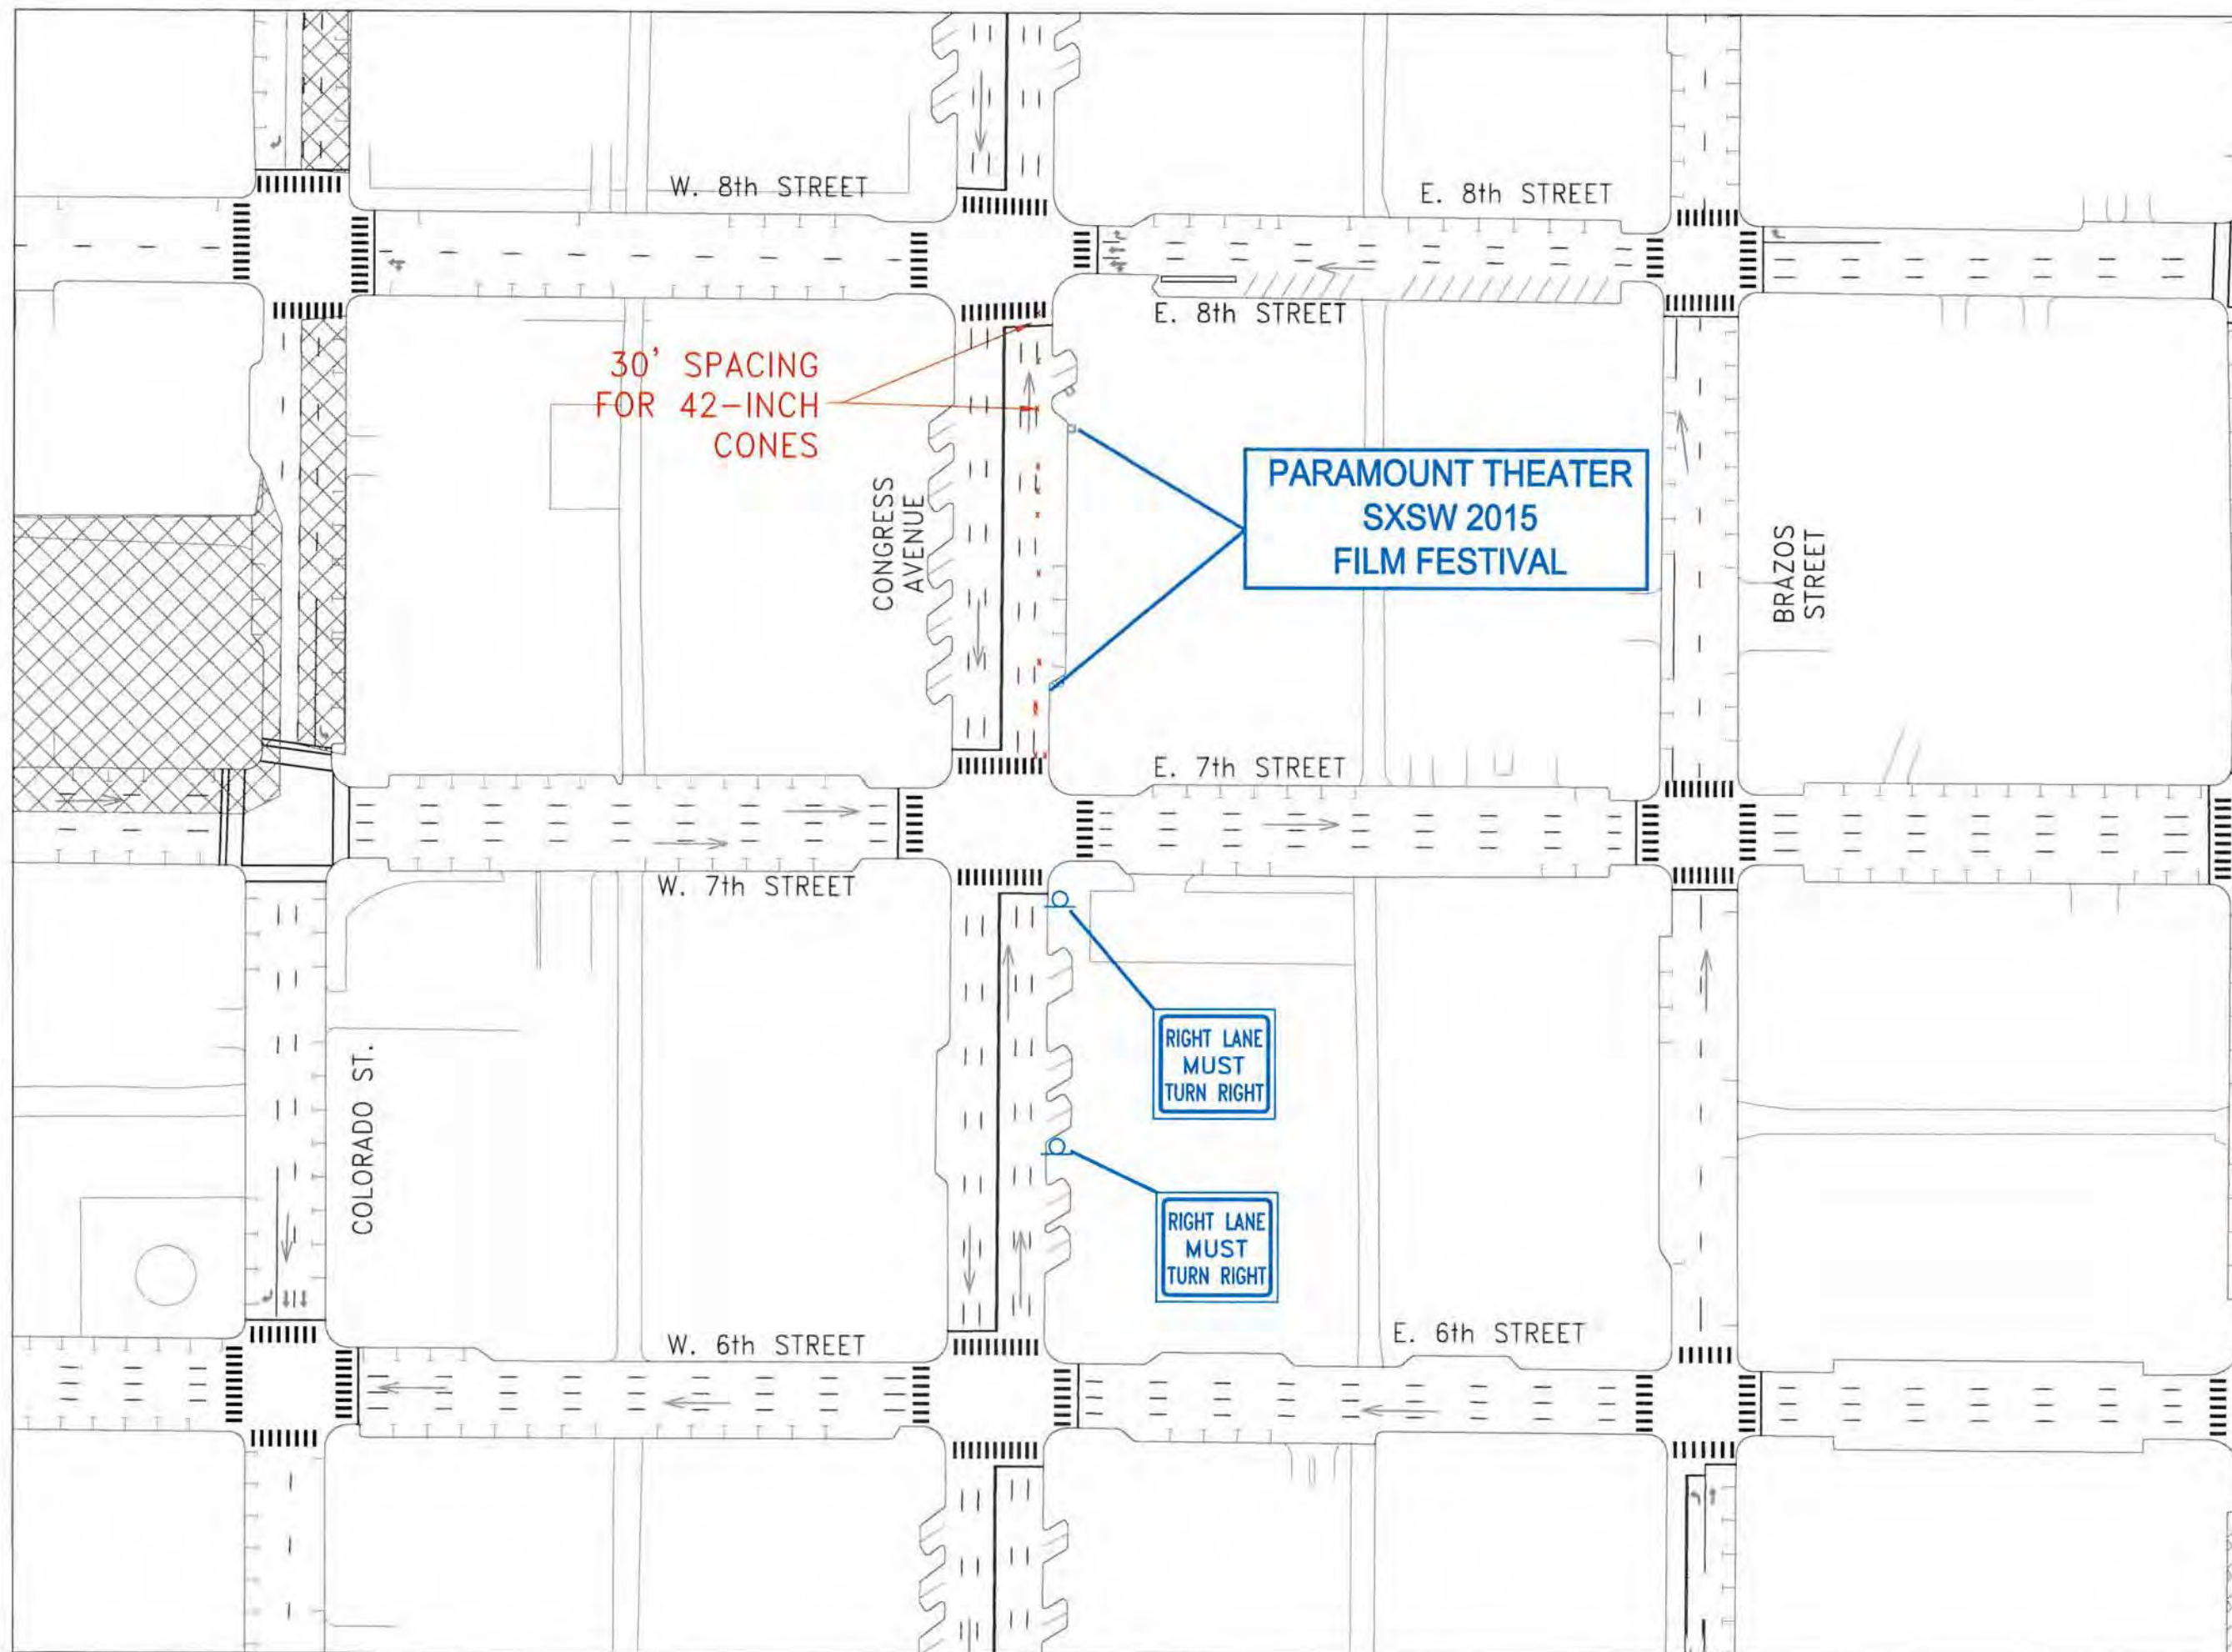 W. 8th STREET
E. 8th STREET
E. 8th STREET
30' SPACING
FOR 42-INCH
CONES
CONGRESS
AVENUE
PARAMOUNT THEATER
SXSW 2015
FILM FESTIVAL
BRAZOS
STREET
E. 7th STREET
W. 7th STREET
RIGHT LANE
MUST
TURN RIGHT
COLORADO ST.
RIGHT LANE
MUST
TURN RIGHT
W. 6th STREET
E. 6th STREET